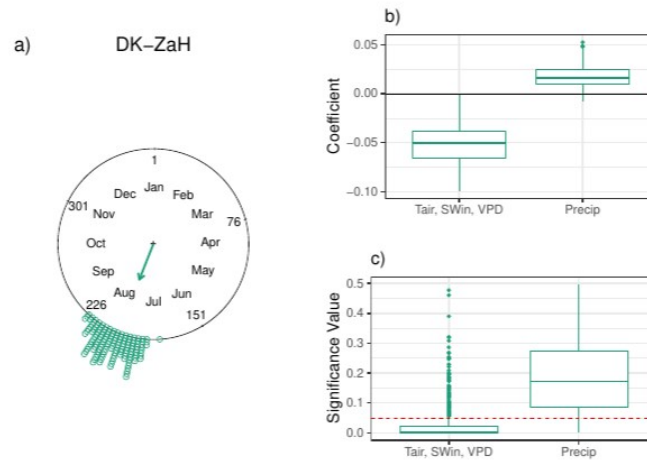 a)
DK−ZaH
1
Jan
Feb
Mar
76
Apr
May
Jun
151
Jul
Aug
226
Sep
Oct
Nov
301
Dec
b)
Coefficient
0.05
0.00
−0.05
−0.10
Tair, SWin, VPD Precip
c)
Significance Value
0.5
0.4
0.3
0.2
0.1
0.0
Tair, SWin, VPD Precip